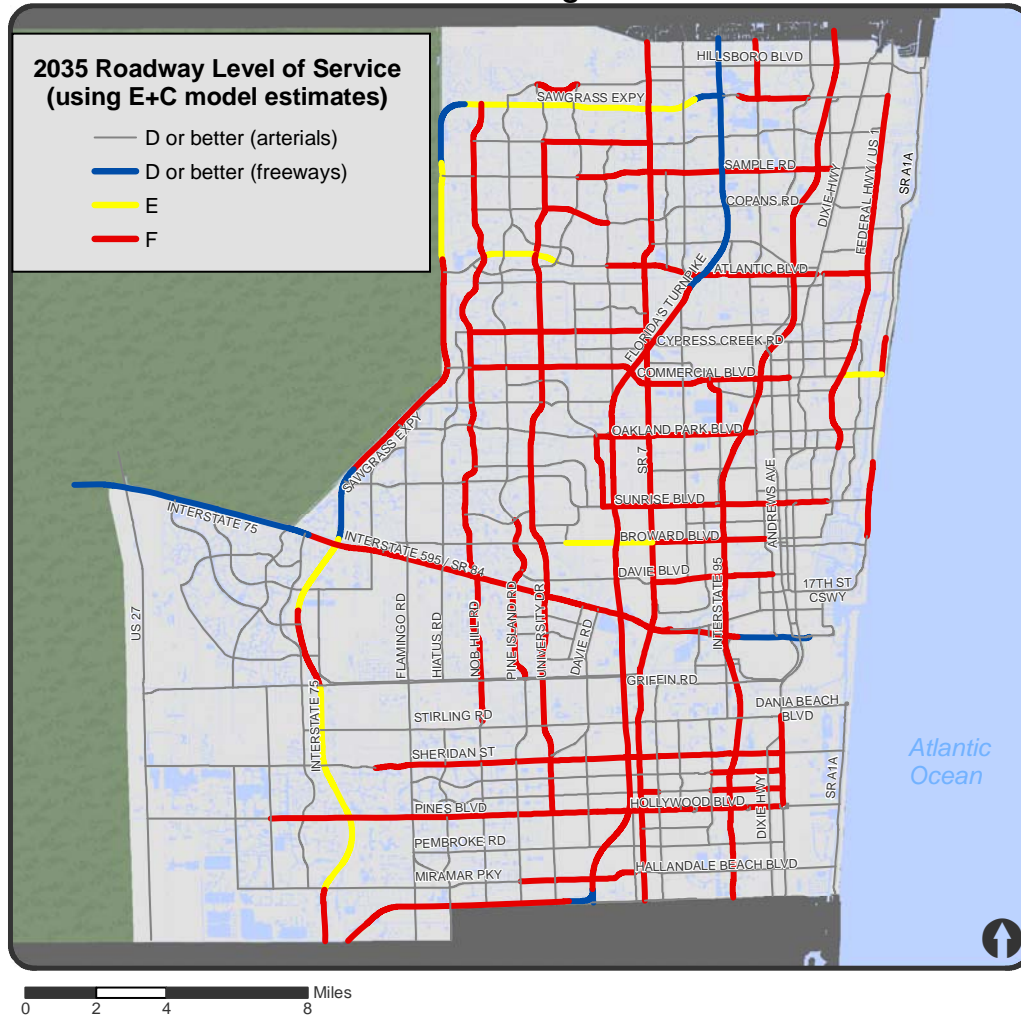 2035 Roadway Level of Service
(using E+C model estimates)
D or better (arterials)
D or better (freeways)
E
F
HILLSBORO BLVD
SAWGRASS EXPY
SAMPLE RD
COPANS RD
DIXIE HWY
FEDERAL HWY/ US 1
SR A1A
ATLANTIC BLVD
FLORIDA'S TURNPIKE
CYPRESS CREEK RD
COMMERCIAL BLVD
OAKLAND PARK BLVD
SAWGRASS EXPY
SR 7
ANDREWS AVE
SUNRISE BLVD
INTERSTATE 75
INTERSTATE 595 / SR 84
BROWARD BLVD
DAVIE BLVD
INTERSTATE 95
17TH ST
CSWY
US 27
FLAMINGO RD
HIATUS RD
NOB HILL RD
PINE ISLAND RD
UNIVERSITY DR
DAVIE RD
GRIFFIN RD
INTERSTATE 75
STIRLING RD
DANIA BEACH
BLVD
SHERIDAN ST
Atlantic
Ocean
SR A1A
PINES BLVD
HOLLYWOOD BLVD
DIXIE HWY
PEMBROKE RD
MIRAMAR PKY
HALLANDALE BEACH BLVD
Miles
0 2 4 8